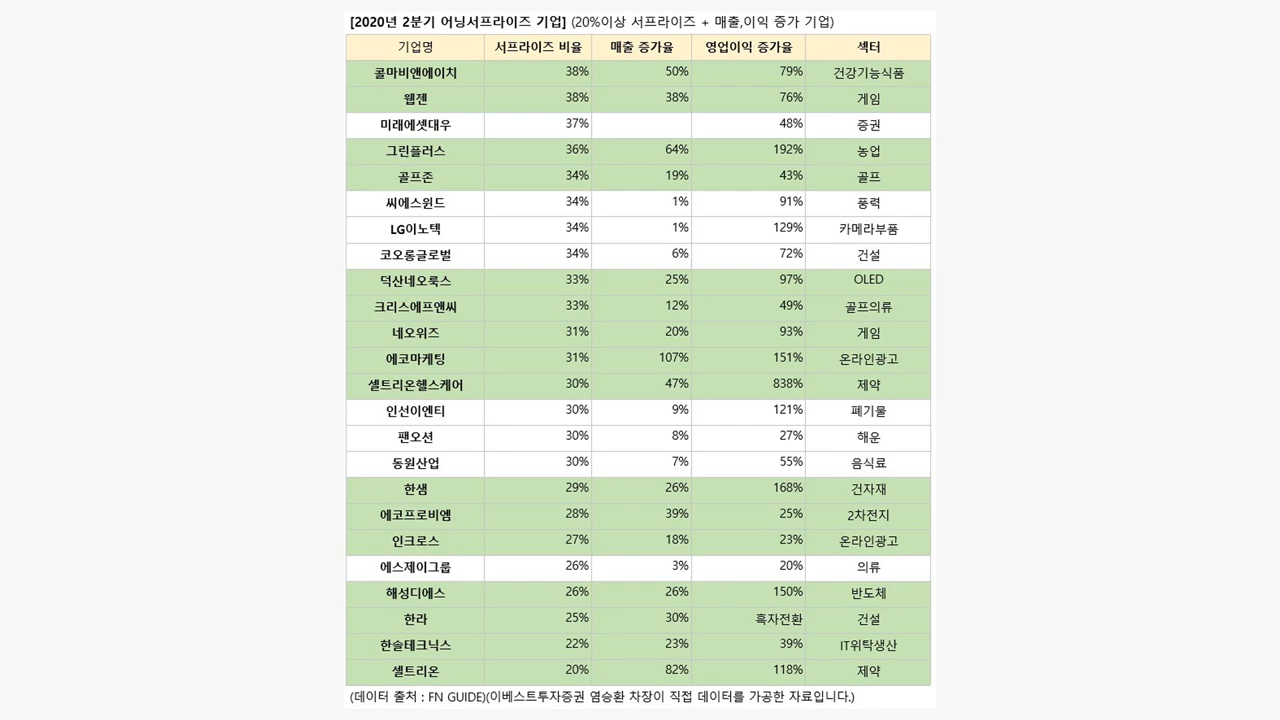 [2020년 2분기 어닝서프라이즈 기업] (20%이상 서프라이즈 + 매출,이익 증가 기업)
기업명 서프라이즈 비율 매출 증가율 영업이익 증가율 섹터
콜마비앤에이치 38% 50% 79% 건강기능식품
웹젠 38% 38% 76% 게임
미래에셋대우 37% 48% 증권
그린플러스 36% 64% 192% 농업
골프존 34% 19% 43% 골프
씨에스윈드 34% 1% 91% 풍력
LG이노텍 34% 1% 129% 카메라부품
코오롱글로벌 34% 6% 72% 건설
덕산네오룩스 33% 25% 97% OLED
크리스에프앤씨 33% 12% 49% 골프의류
네오위즈 31% 20% 93% 게임
에코마케팅 31% 107% 151% 온라인광고
셀트리온헬스케어 30% 47% 838% 제약
인선이엔티 30% 9% 121% 폐기물
팬오션 30% 8% 27% 해운
동원산업 30% 7% 55% 음식료
한샘 29% 26% 168% 건자재
에코프로비엠 28% 39% 25% 2차전지
인크로스 27% 18% 23% 온라인광고
에스제이그룹 26% 3% 20% 의류
해성디에스 26% 26% 150% 반도체
한라 25% 30% 흑자전환 건설
한솔테크닉스 22% 23% 39% IT위탁생산
셀트리온 20% 82% 118% 제약
(데이터 출처 : FN GUIDE)(이베스트투자증권 염승환 차장이 직접 데이터를 가공한 자료입니다.)